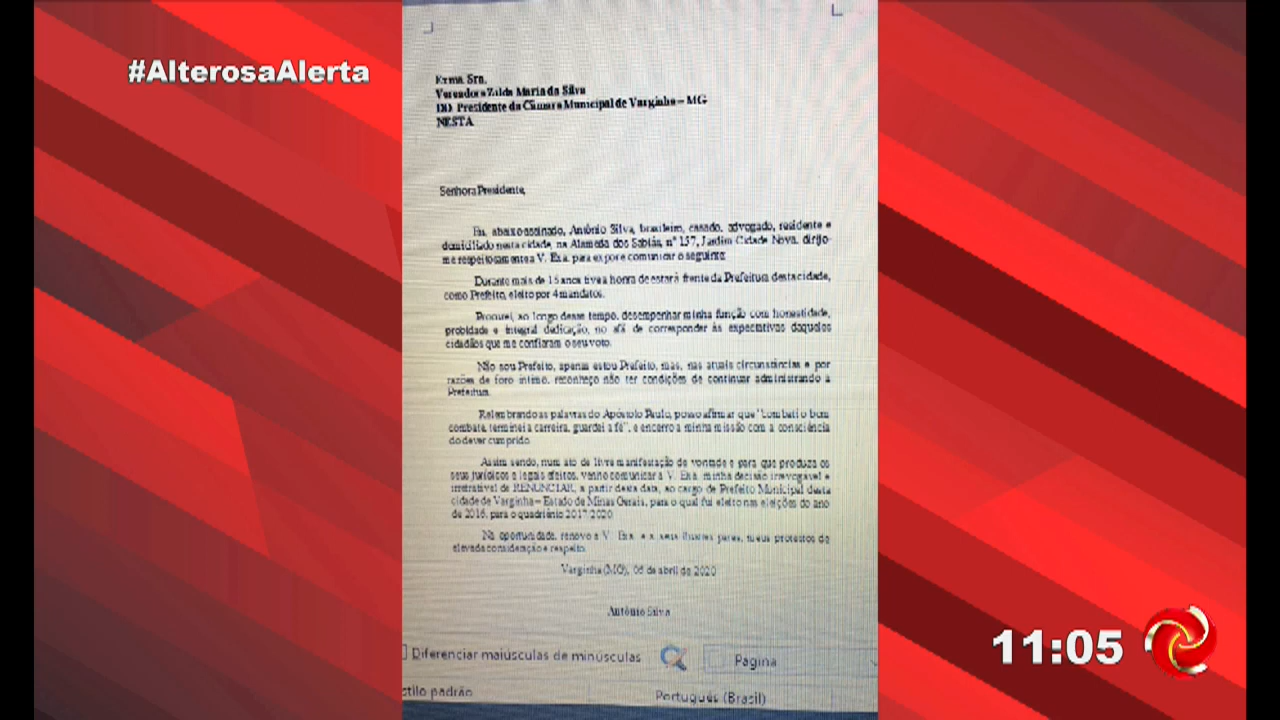 #AlterosaAlerta
Exma. Sra.
Vereadora Zilda Maria da Silva
DD. Presidente da Câmara Municipal de Varginha – MG
NESTA
Senhora Presidente,
Eu, abaixo assinado, Antônio Silva, brasileiro, casado, advogado, residente e
domiciliado nesta cidade, na Alameda dos Sabiás, nº 157, Jardim Cidade Nova, dirijo-
me respeitosamente a V. Exa. para expor e comunicar o seguinte:
Durante mais de 15 anos tive a honra de estar à frente da Prefeitura desta cidade,
como Prefeito, eleito por 4 mandatos.
Procurei, ao longo desse tempo, desempenhar minha função com honestidade,
probidade e integral dedicação, no afã de corresponder às expectativas daqueles
cidadãos que me confiaram o seu voto.
Não sou Prefeito, apenas estou Prefeito, mas, nas atuais circunstâncias e por
razões de foro íntimo, reconheço não ter condições de continuar administrando a
Prefeitura.
Relembrando as palavras do Apóstolo Paulo, posso afirmar que "combati o bom
combate, terminei a carreira, guardei a fé", e encerro a minha missão com a consciência
do dever cumprido.
Assim sendo, num ato de livre manifestação de vontade e para que produza os
seus jurídicos e legais efeitos, venho comunicar a V. Exa. minha decisão irrevogável e
irretratável de RENUNCIAR, a partir desta data, ao cargo de Prefeito Municipal desta
cidade de Varginha – Estado de Minas Gerais, para o qual fui eleito nas eleições do ano
de 2016, para o quadriênio 2017/2020.
Na oportunidade, renovo a V. Exa. e a seus ilustres pares, meus protestos de
elevada consideração e respeito.
Varginha (MG), 06 de abril de 2020
Antônio Silva
Diferenciar maiúsculas de minúsculas
Página
stilo padrão
Português (Brasil)
11:05